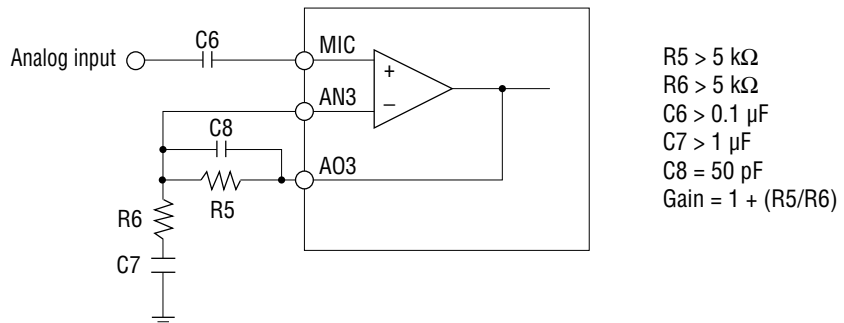 C6
MIC
Analog input
+
AN3
–
C8
AO3
R5
R6
C7
R5 > 5 kΩ
R6 > 5 kΩ
C6 > 0.1 μF
C7 > 1 μF
C8 = 50 pF
Gain = 1 + (R5/R6)